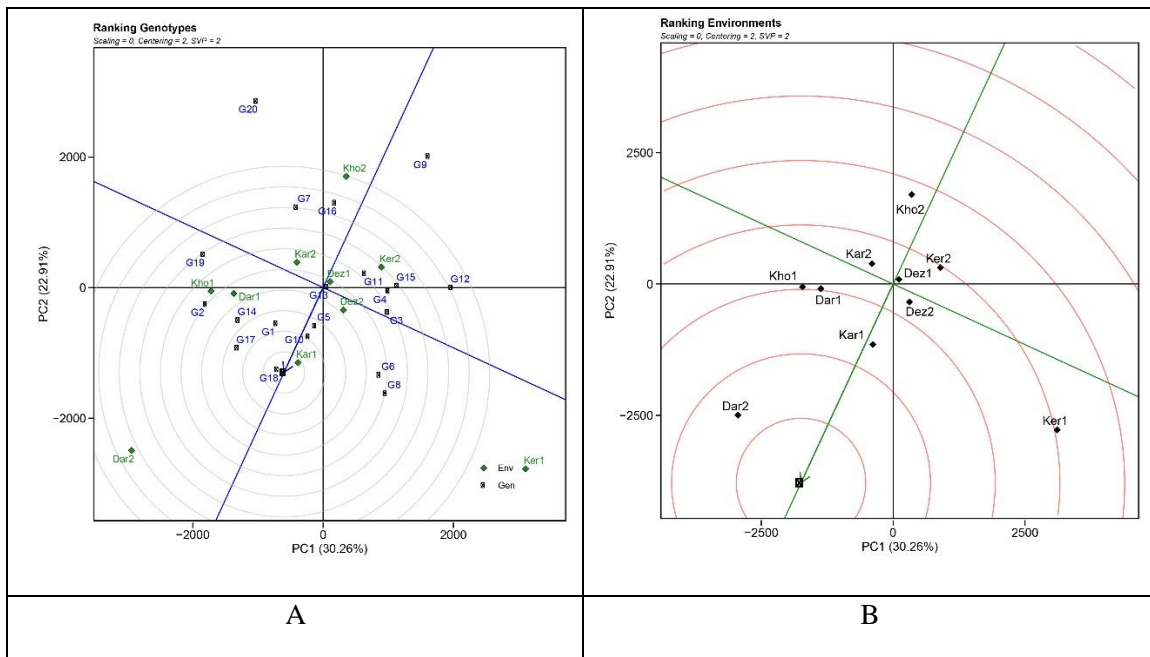 Ranking Genotypes
Scaling = 0, Centering = 2, SVP = 2
G20
G9
Kho2
G7
G16
G19
Kar2
Ker2
Kho1
Dez1
G11
G15
G12
Dar1
G13
G4
G2
G14
Dez2
G3
G1
G5
G17
G10
Kar1
G18
G6
G8
Dar2
Ker1
Env
Gen
2000
0
−2000
PC2 (22.91%)
−2000
0
2000
PC1 (30.26%)
Ranking Environments
Scaling = 0, Centering = 2, SVP = 2
Kho2
Kar2
Ker2
Kho1
Dez1
Dar1
Dez2
Kar1
Dar2
Ker1
2500
0
-2500
PC2 (22.91%)
-2500
0
2500
PC1 (30.26%)
A
B